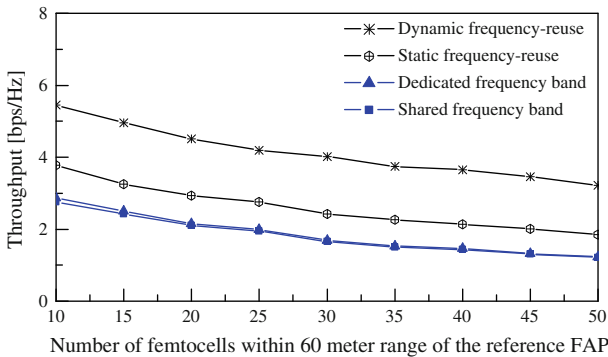 8
6
4
2
0
Throughput [bps/Hz]
Dynamic frequency-reuse
Static frequency-reuse
Dedicated frequency band
Shared frequency band
10 15 20 25 30 35 40 45 50
Number of femtocells within 60 meter range of the reference FAP